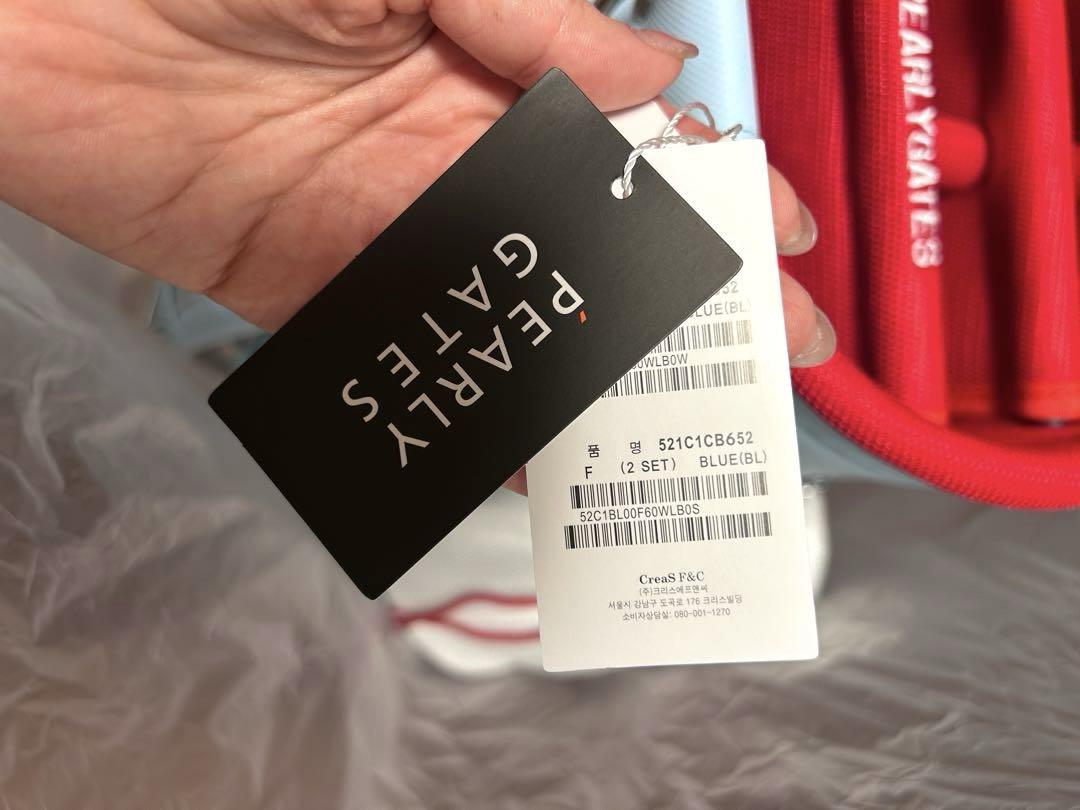 PEARLY
GATES
PEARLYGATES
BLUE(BL)
품 명 521C1CB652
F (2 SET) BLUE(BL)
52C1BL00F60WLB0S
CreaS F&C
(주)크리스에프앤씨
서울시 강남구 도곡로 176 크리스빌딩
소비자상담실: 080-001-1270